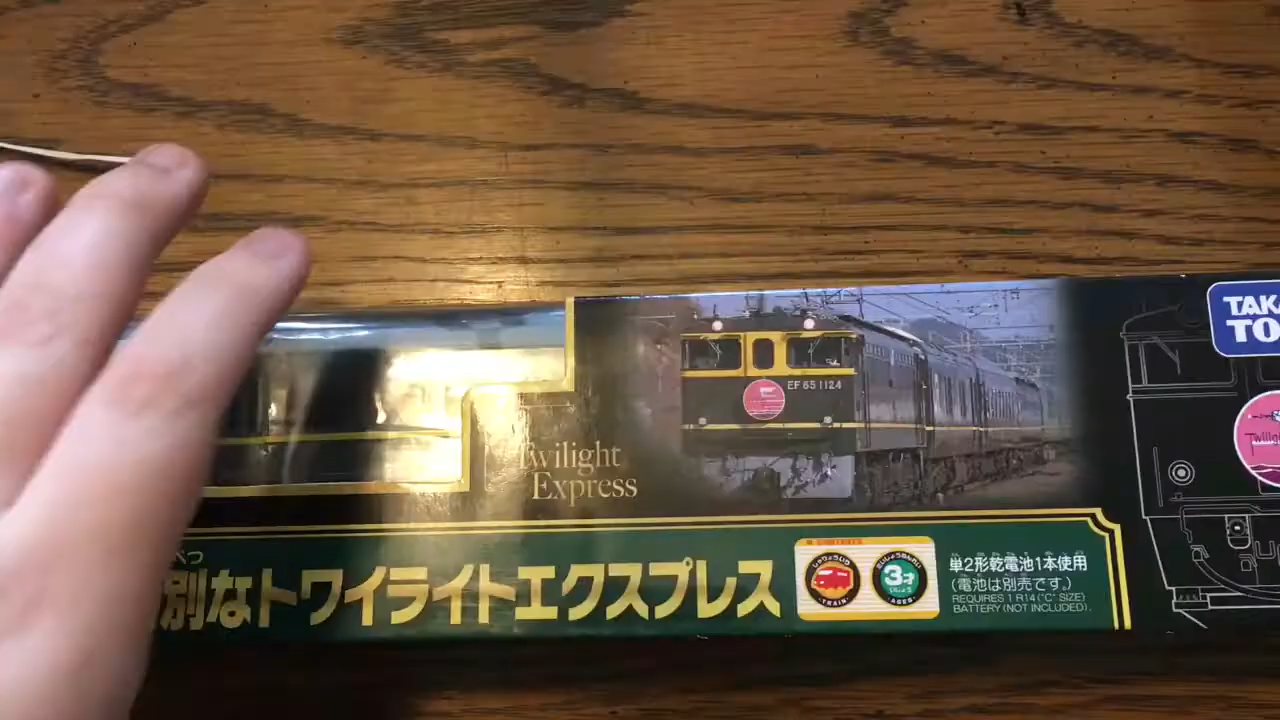 TAK
TO
EF 65 1124
Twilight
Express
別なトワイライトエクスプレス
TRAIN
3才
AGES
単2形乾電池1本使用
(電池は別売です。)
REQUIRES 1 R14 ("C" SIZE)
BATTERY (NOT INCLUDED).